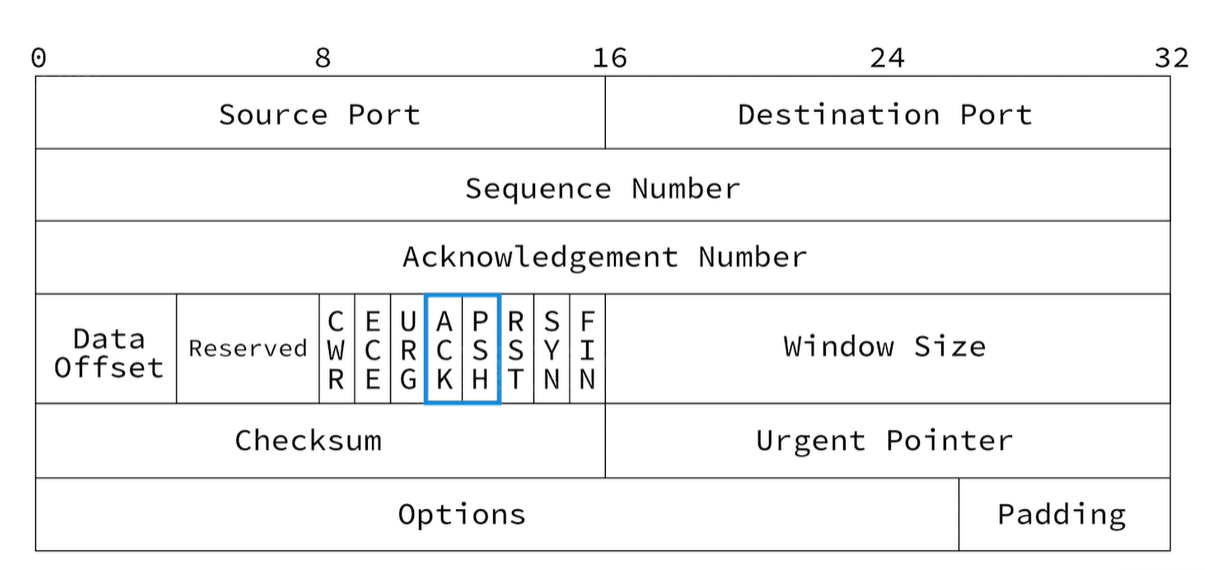 0 8 16 24 32
Source Port Destination Port
Sequence Number
Acknowledgement Number
Data Offset Reserved CWR ECE URG ACK PSH RST SYN FIN Window Size
Checksum Urgent Pointer
Options Padding